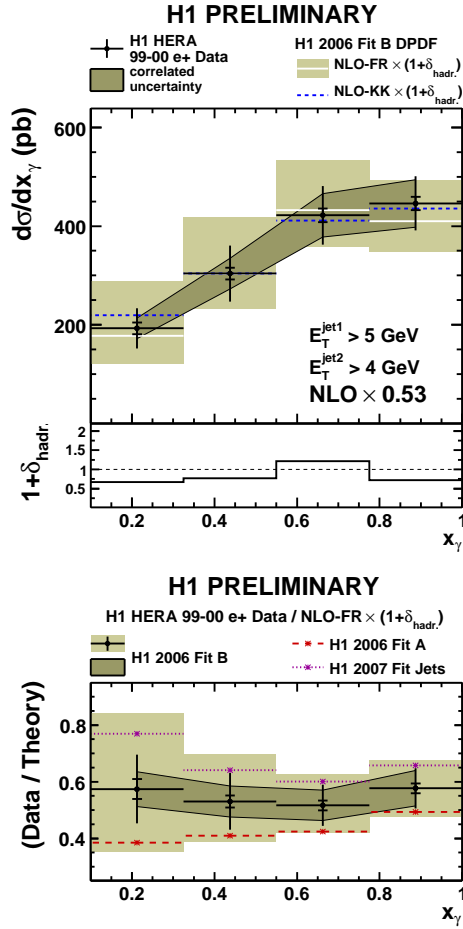 H1 PRELIMINARY
H1 HERA
99-00 e+ Data
correlated
uncertainty
H1 2006 Fit B DPDF
NLO-FR × (1+δhadr.)
NLO-KK × (1+δhadr.)
dσ/dxγ (pb)
600
400
200
ETjet1 > 5 GeV
ETjet2 > 4 GeV
NLO × 0.53
1+δhadr.
2
1.5
1
0.5
0.2 0.4 0.6 0.8 1
xγ
H1 PRELIMINARY
H1 HERA 99-00 e+ Data / NLO-FR × (1+δhadr.)
H1 2006 Fit B
H1 2006 Fit A
H1 2007 Fit Jets
(Data / Theory)
0.8
0.6
0.4
0.2 0.4 0.6 0.8 1
xγ